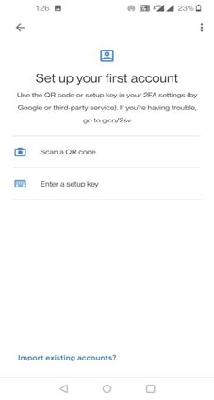 1:26 23%
Set up your first account
Use the QR code or setup key in your 2FA settings (by
Google or third-party service). If you're having trouble,
go to g.co/2sv
Scan a QR code
Enter a setup key
Import existing accounts?